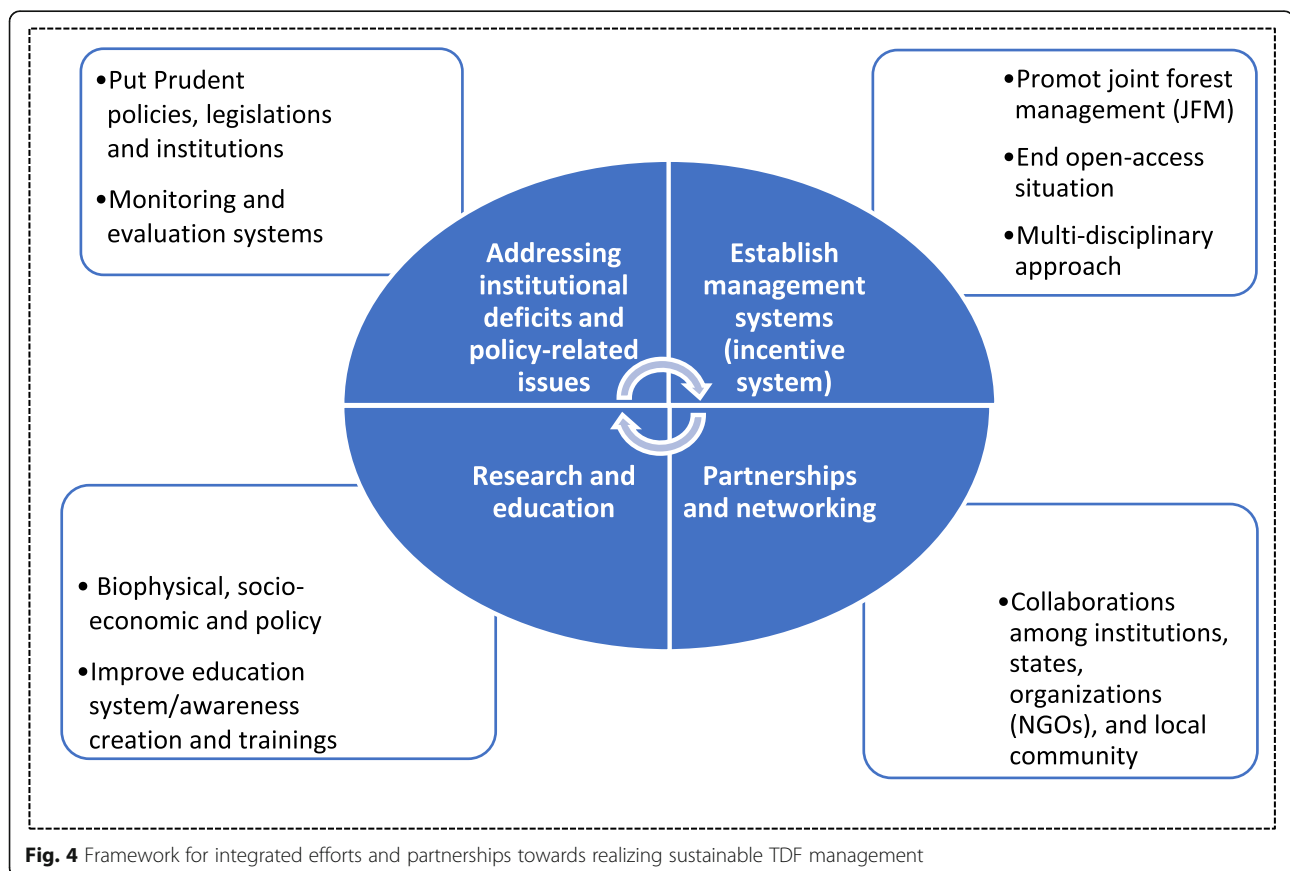 •Put Prudent
policies, legislations
and institutions
•Monitoring and
evaluation systems
•Promot joint forest
management (JFM)
•End open-access
situation
•Multi-disciplinary
approach
Addressing
institutional
deficits and
policy-related
issues
Establish
management
systems
(incentive
system)
Research and
education
Partnerships
and networking
• Biophysical, socio-
economic and policy
•Improve education
system/awareness
creation and trainings
•Collaborations
among institutions,
states,
organizations
(NGOs), and local
community
Fig. 4 Framework for integrated efforts and partnerships towards realizing sustainable TDF management